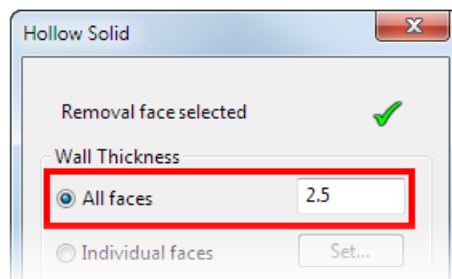 Hollow Solid
Removal face selected
Wall Thickness
All faces 2.5
Individual faces Set...